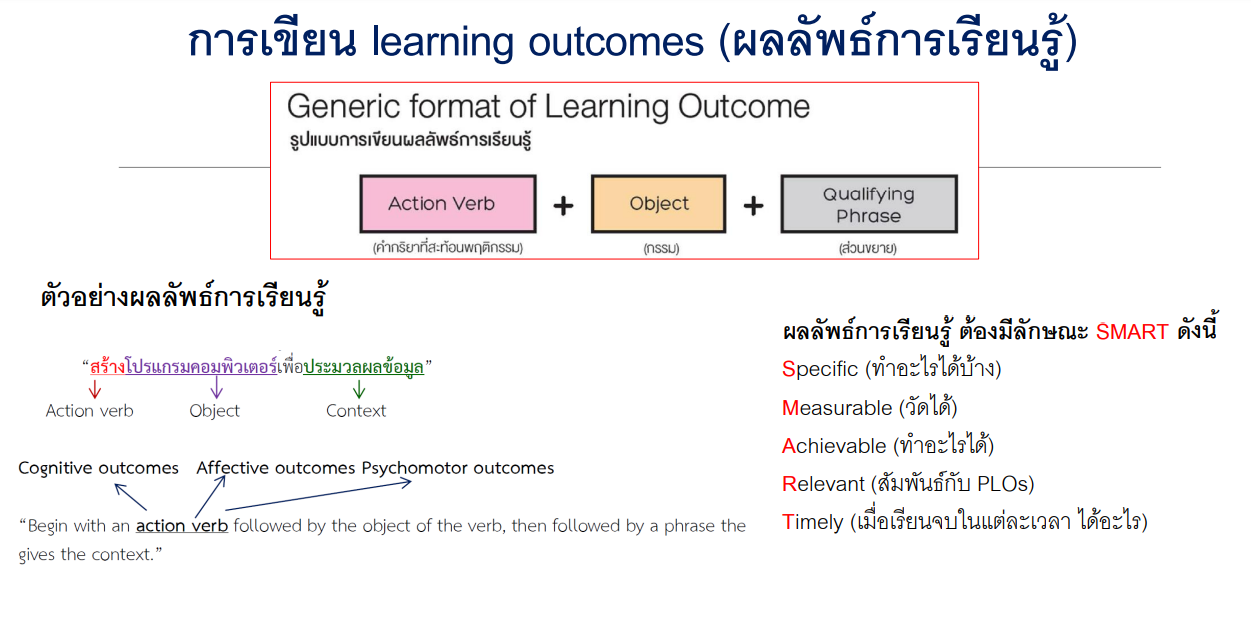 การเขียน learning outcomes (ผลลัพธ์การเรียนรู้)
Generic format of Learning Outcome
รูปแบบการเขียนผลลัพธ์การเรียนรู้
Action Verb + Object + Qualifying Phrase
(คำกริยาที่สะท้อนพฤติกรรม) (กรรม) (ส่วนขยาย)
ตัวอย่างผลลัพธ์การเรียนรู้
“สร้างโปรแกรมคอมพิวเตอร์เพื่อประมวลผลข้อมูล”
Action verb Object Context
Cognitive outcomes Affective outcomes Psychomotor outcomes
“Begin with an action verb followed by the object of the verb, then followed by a phrase the
gives the context.”
ผลลัพธ์การเรียนรู้ ต้องมีลักษณะ SMART ดังนี้
Specific (ทำอะไรได้บ้าง)
Measurable (วัดได้)
Achievable (ทำอะไรได้)
Relevant (สัมพันธ์กับ PLOs)
Timely (เมื่อเรียนจบในแต่ละเวลา ได้อะไร)